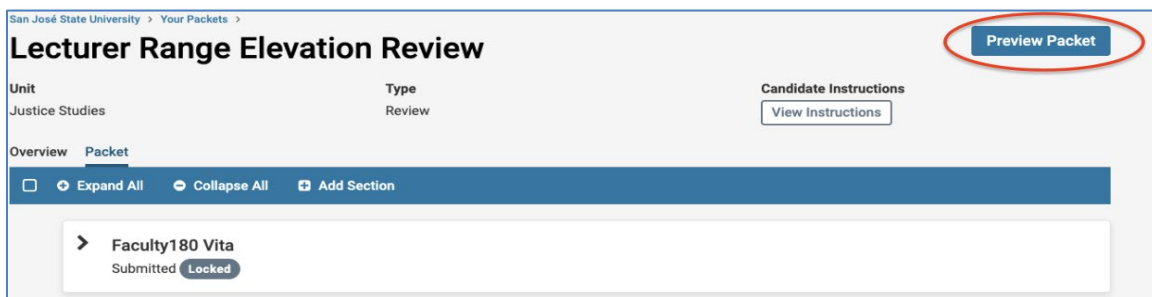 San José State University > Your Packets >
Lecturer Range Elevation Review
Preview Packet
Unit
Type
Candidate Instructions
Justice Studies
Review
View Instructions
Overview Packet
Expand All Collapse All Add Section
Faculty180 Vita
Submitted Locked